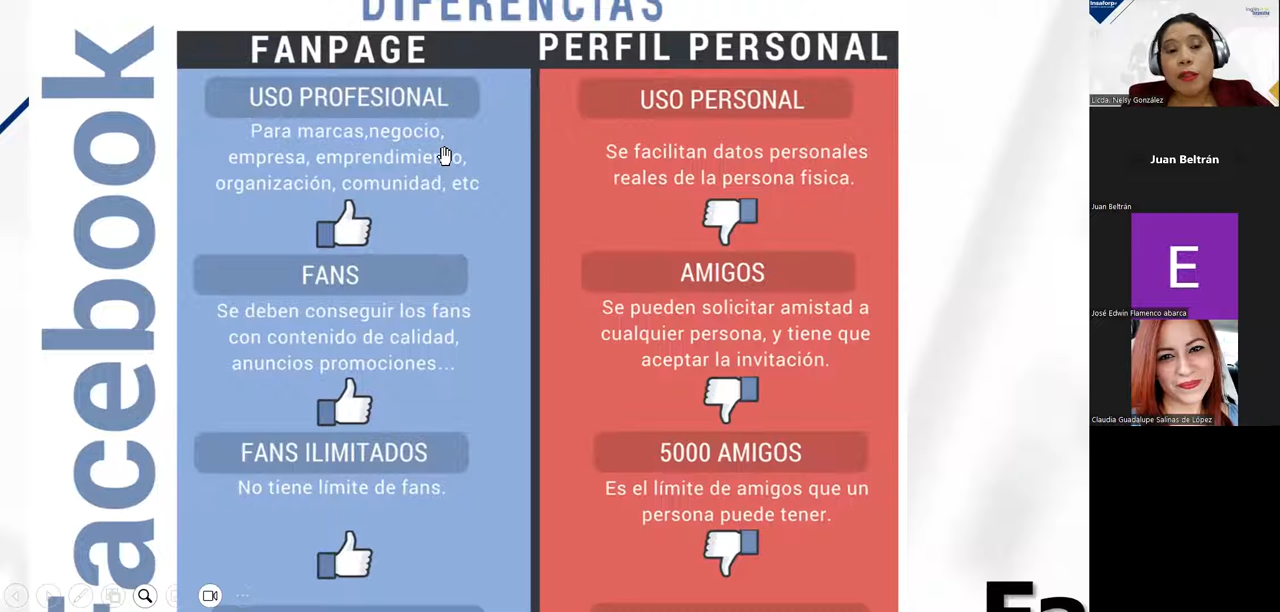 DIFERENCIAS
facebook
FANPAGE
USO PROFESIONAL
Para marcas,negocio,
empresa, emprendimiento,
organización, comunidad, etc
FANS
Se deben conseguir los fans
con contenido de calidad,
anuncios promociones...
FANS ILIMITADOS
No tiene límite de fans.
PERFIL PERSONAL
USO PERSONAL
Se facilitan datos personales
reales de la persona fisica.
AMIGOS
Se pueden solicitar amistad a
cualquier persona, y tiene que
aceptar la invitación.
5000 AMIGOS
Es el límite de amigos que un
persona puede tener.
Fa
Insaforp
Licda. Nelsy González
Juan Beltrán
Juan Beltrán
E
José Edwin Flamenco abarca
Claudia Guadalupe Salinas de López